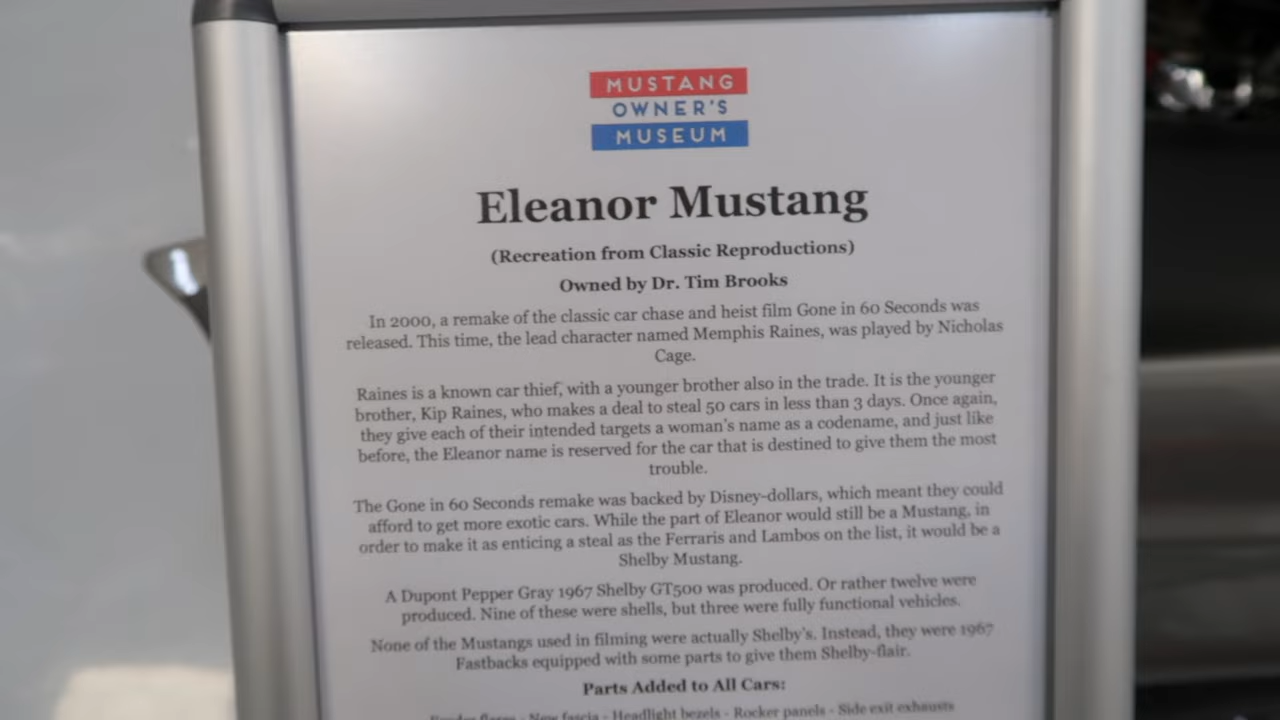 MUSTANG
OWNER'S
MUSEUM
Eleanor Mustang
(Recreation from Classic Reproductions)
Owned by Dr. Tim Brooks
In 2000, a remake of the classic car chase and heist film Gone in 60 Seconds was
released. This time, the lead character named Memphis Raines, was played by Nicholas
Cage.
Raines is a known car thief, with a younger brother also in the trade. It is the younger
brother, Kip Raines, who makes a deal to steal 50 cars in less than 3 days. Once again,
they give each of their intended targets a woman's name as a codename, and just like
before, the Eleanor name is reserved for the car that is destined to give them the most
trouble.
The Gone in 60 Seconds remake was backed by Disney-dollars, which meant they could
afford to get more exotic cars. While the part of Eleanor would still be a Mustang, in
order to make it as enticing a steal as the Ferraris and Lambos on the list, it would be a
Shelby Mustang.
A Dupont Pepper Gray 1967 Shelby GT500 was produced. Or rather twelve were
produced. Nine of these were shells, but three were fully functional vehicles.
None of the Mustangs used in filming were actually Shelby's. Instead, they were 1967
Fastbacks equipped with some parts to give them Shelby-flair.
Parts Added to All Cars:
flares - New fascia - Headlight bezels - Rocker panels - Side exit exhausts